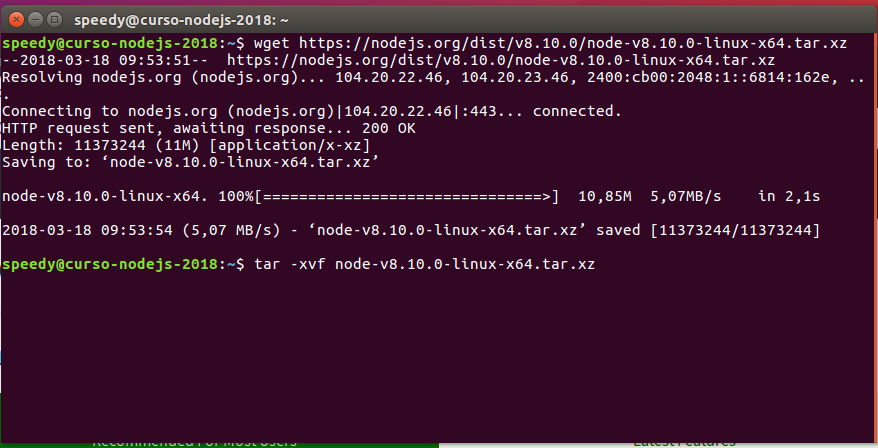 speedy@curso-nodejs-2018: ~
speedy@curso-nodejs-2018:~$ wget https://nodejs.org/dist/v8.10.0/node-v8.10.0-linux-x64.tar.xz
--2018-03-18 09:53:51--  https://nodejs.org/dist/v8.10.0/node-v8.10.0-linux-x64.tar.xz
Resolving nodejs.org (nodejs.org)... 104.20.22.46, 104.20.23.46, 2400:cb00:2048:1::6814:162e, ..
.
Connecting to nodejs.org (nodejs.org)|104.20.22.46|:443... connected.
HTTP request sent, awaiting response... 200 OK
Length: 11373244 (11M) [application/x-xz]
Saving to: ‘node-v8.10.0-linux-x64.tar.xz’
node-v8.10.0-linux-x64. 100%[===============================>]  10,85M  5,07MB/s    in 2,1s
2018-03-18 09:53:54 (5,07 MB/s) - ‘node-v8.10.0-linux-x64.tar.xz’ saved [11373244/11373244]
speedy@curso-nodejs-2018:~$ tar -xvf node-v8.10.0-linux-x64.tar.xz
Recommended For Most Users
Latest Features